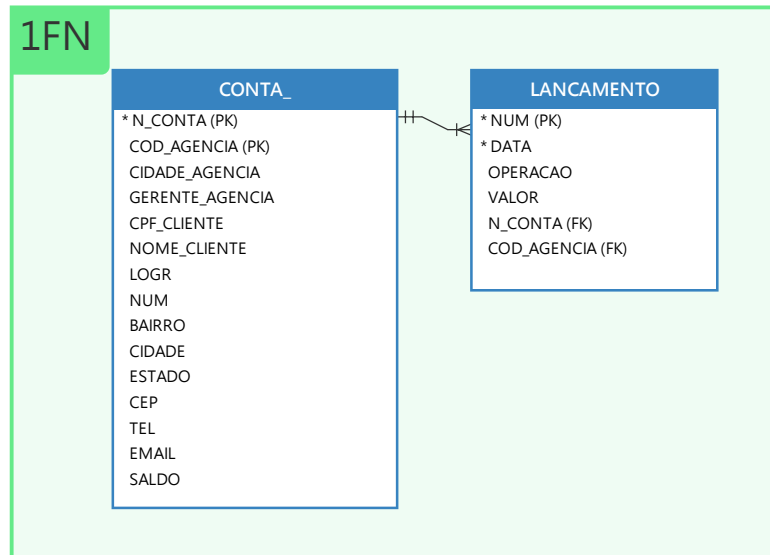 1FN
CONTA_
* N_CONTA (PK)
COD_AGENCIA (PK)
CIDADE_AGENCIA
GERENTE_AGENCIA
CPF_CLIENTE
NOME_CLIENTE
LOGR
NUM
BAIRRO
CIDADE
ESTADO
CEP
TEL
EMAIL
SALDO
LANCAMENTO
* NUM (PK)
* DATA
OPERACAO
VALOR
N_CONTA (FK)
COD_AGENCIA (FK)